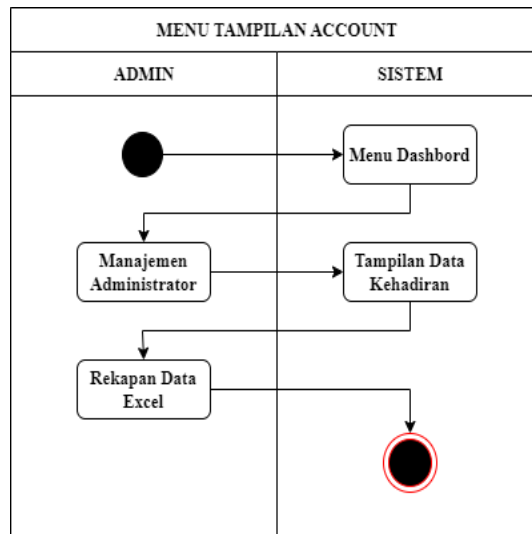 MENU TAMPILAN ACCOUNT
ADMIN
SISTEM
Menu Dashbord
Manajemen
Administrator
Tampilan Data
Kehadiran
Rekapan Data
Excel